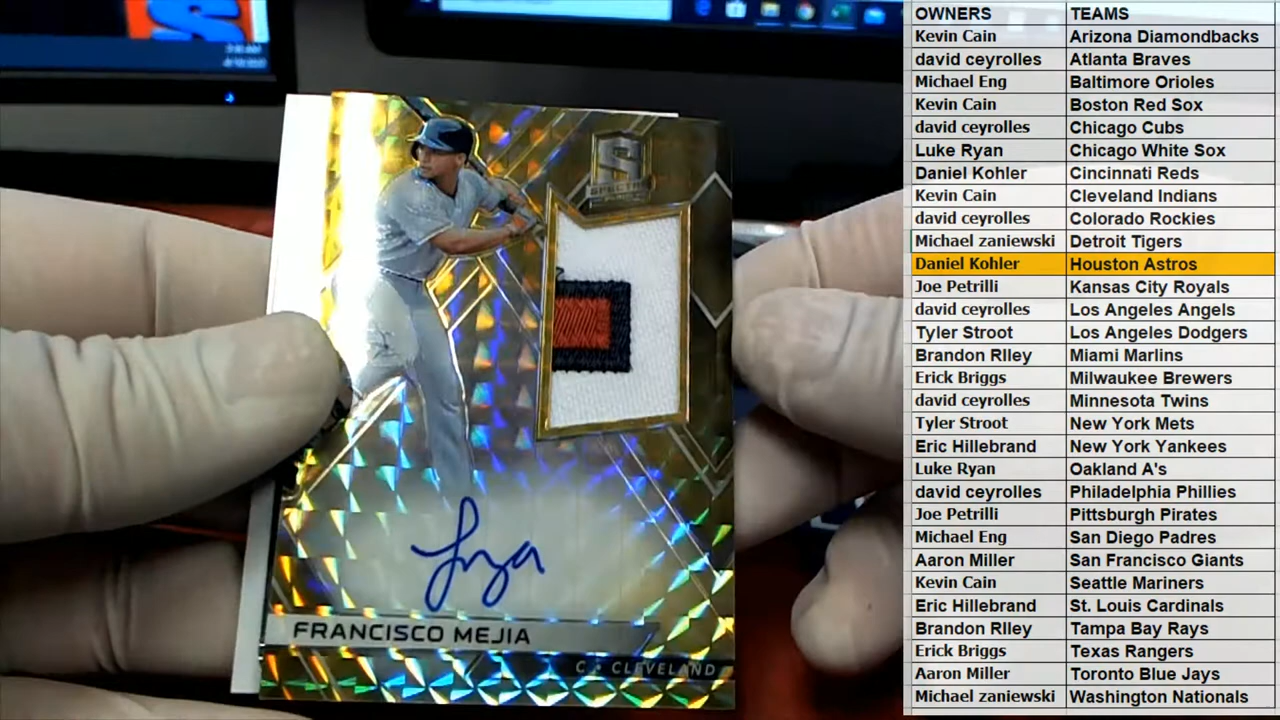 OWNERS TEAMS
Kevin Cain Arizona Diamondbacks
david ceyrolles Atlanta Braves
Michael Eng Baltimore Orioles
Kevin Cain Boston Red Sox
david ceyrolles Chicago Cubs
Luke Ryan Chicago White Sox
Daniel Kohler Cincinnati Reds
Kevin Cain Cleveland Indians
david ceyrolles Colorado Rockies
Michael zaniewski Detroit Tigers
Daniel Kohler Houston Astros
Joe Petrilli Kansas City Royals
david ceyrolles Los Angeles Angels
Tyler Stroot Los Angeles Dodgers
Brandon RIley Miami Marlins
Erick Briggs Milwaukee Brewers
david ceyrolles Minnesota Twins
Tyler Stroot New York Mets
Eric Hillebrand New York Yankees
Luke Ryan Oakland A's
david ceyrolles Philadelphia Phillies
Joe Petrilli Pittsburgh Pirates
Michael Eng San Diego Padres
Aaron Miller San Francisco Giants
Kevin Cain Seattle Mariners
Eric Hillebrand St. Louis Cardinals
Brandon RIley Tampa Bay Rays
Erick Briggs Texas Rangers
Aaron Miller Toronto Blue Jays
Michael zaniewski Washington Nationals
S
SPECTRA
FRANCISCO MEJIA
C • CLEVELAND